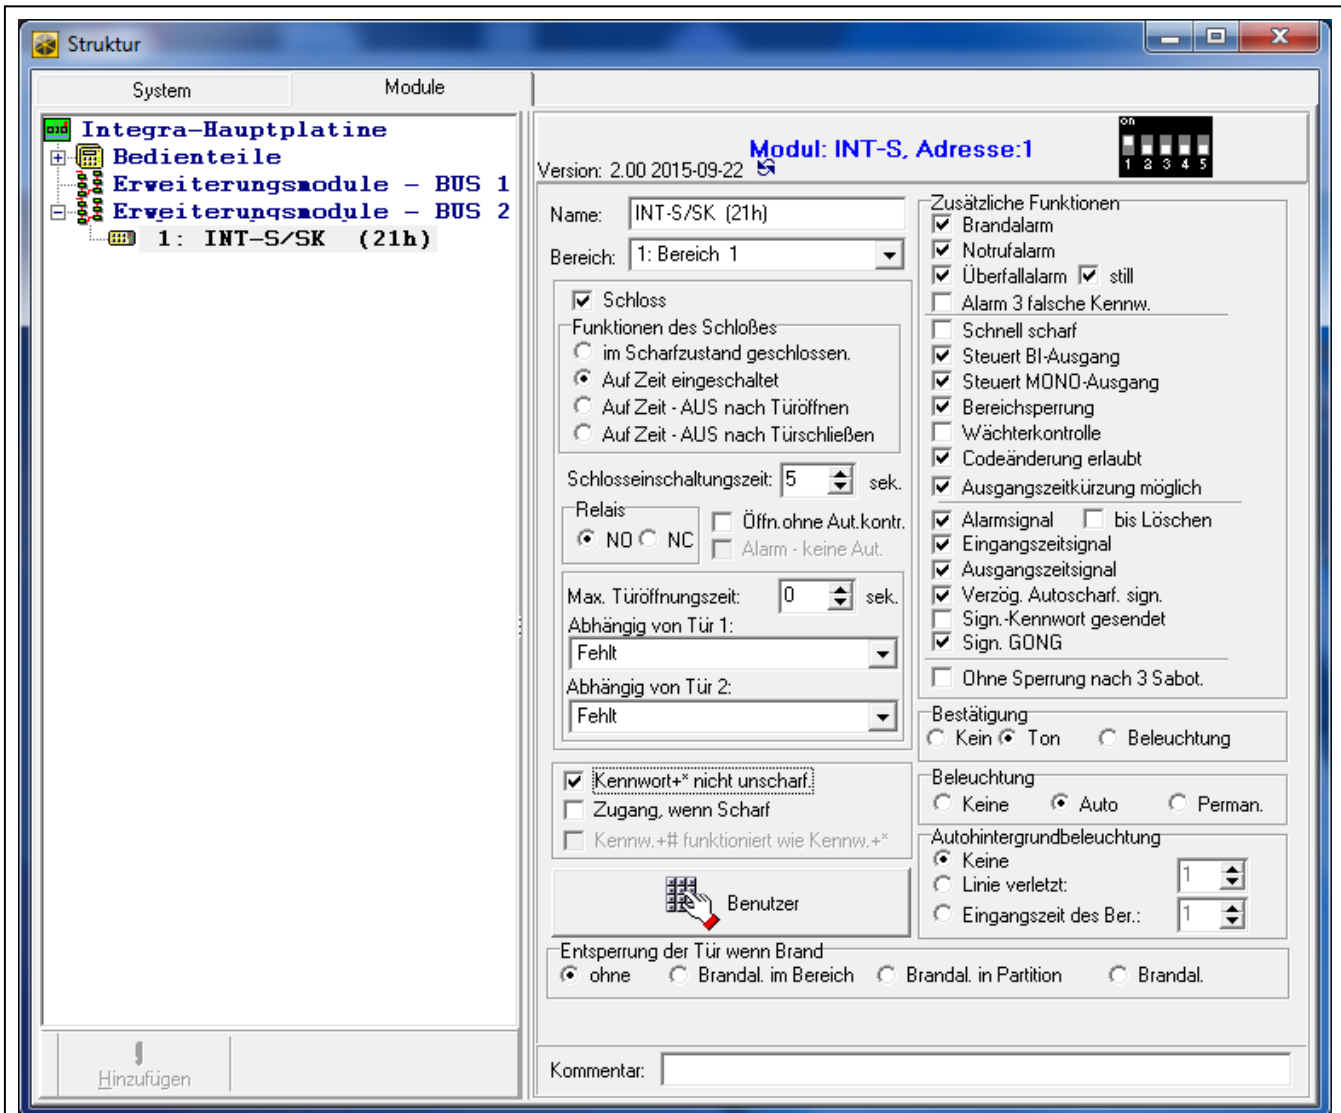 Struktur
System
Module
Integra-Hauptplatine
Bedienteile
Erweiterungsmodule - BUS 1
Erweiterungsmodule - BUS 2
1: INT-S/SK (21h)
Hinzufügen
Modul: INT-S, Adresse:1
Version: 2.00 2015-09-22
on
1 2 3 4 5
Name: INT-S/SK (21h)
Bereich: 1: Bereich 1
Schloss
Funktionen des Schloßes
im Scharfzustand geschlossen.
Auf Zeit eingeschaltet
Auf Zeit - AUS nach Türöffnen
Auf Zeit - AUS nach Türschließen
Schlosseinschaltungszeit: 5 sek.
Relais
NO NC
Öffn.ohne Aut.kontr.
Alarm - keine Aut.
Max. Türöffnungszeit: 0 sek.
Abhängig von Tür 1:
Fehlt
Abhängig von Tür 2:
Fehlt
Kennwort+* nicht unscharf.
Zugang, wenn Scharf
Kennw.+# funktioniert wie Kennw.+*
Benutzer
Zusätzliche Funktionen
Brandalarm
Notrufalarm
Überfallalarm still
Alarm 3 falsche Kennw.
Schnell scharf
Steuert BI-Ausgang
Steuert MONO-Ausgang
Bereichsperrung
Wächterkontrolle
Codeänderung erlaubt
Ausgangszeitkürzung möglich
Alarmsignal bis Löschen
Eingangszeitsignal
Ausgangszeitsignal
Verzög. Autoscharf. sign.
Sign.-Kennwort gesendet
Sign. GONG
Ohne Sperrung nach 3 Sabot.
Bestätigung
Kein Ton Beleuchtung
Beleuchtung
Keine Auto Perman.
Autohintergrundbeleuchtung
Keine
Linie verletzt: 1
Eingangszeit des Ber.: 1
Entsperrung der Tür wenn Brand
ohne Brandal. im Bereich Brandal. in Partition Brandal.
Kommentar: